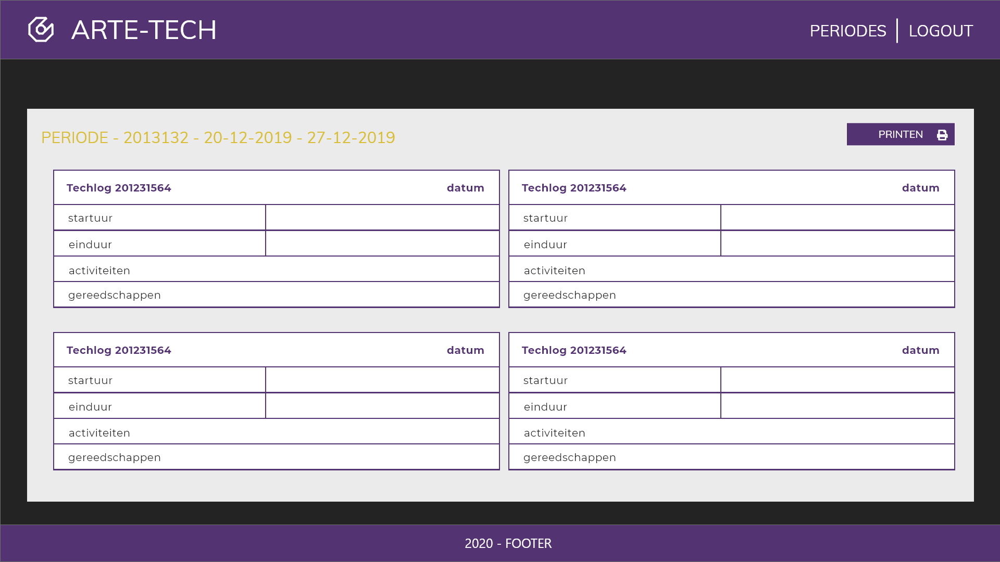 ARTE-TECH
PERIODES
LOGOUT
PERIODE - 2013132 - 20-12-2019 - 27-12-2019
PRINTEN
Techlog 201231564 datum
startuur
einduur
activiteiten
gereedschappen
Techlog 201231564 datum
startuur
einduur
activiteiten
gereedschappen
Techlog 201231564 datum
startuur
einduur
activiteiten
gereedschappen
Techlog 201231564 datum
startuur
einduur
activiteiten
gereedschappen
2020 - FOOTER